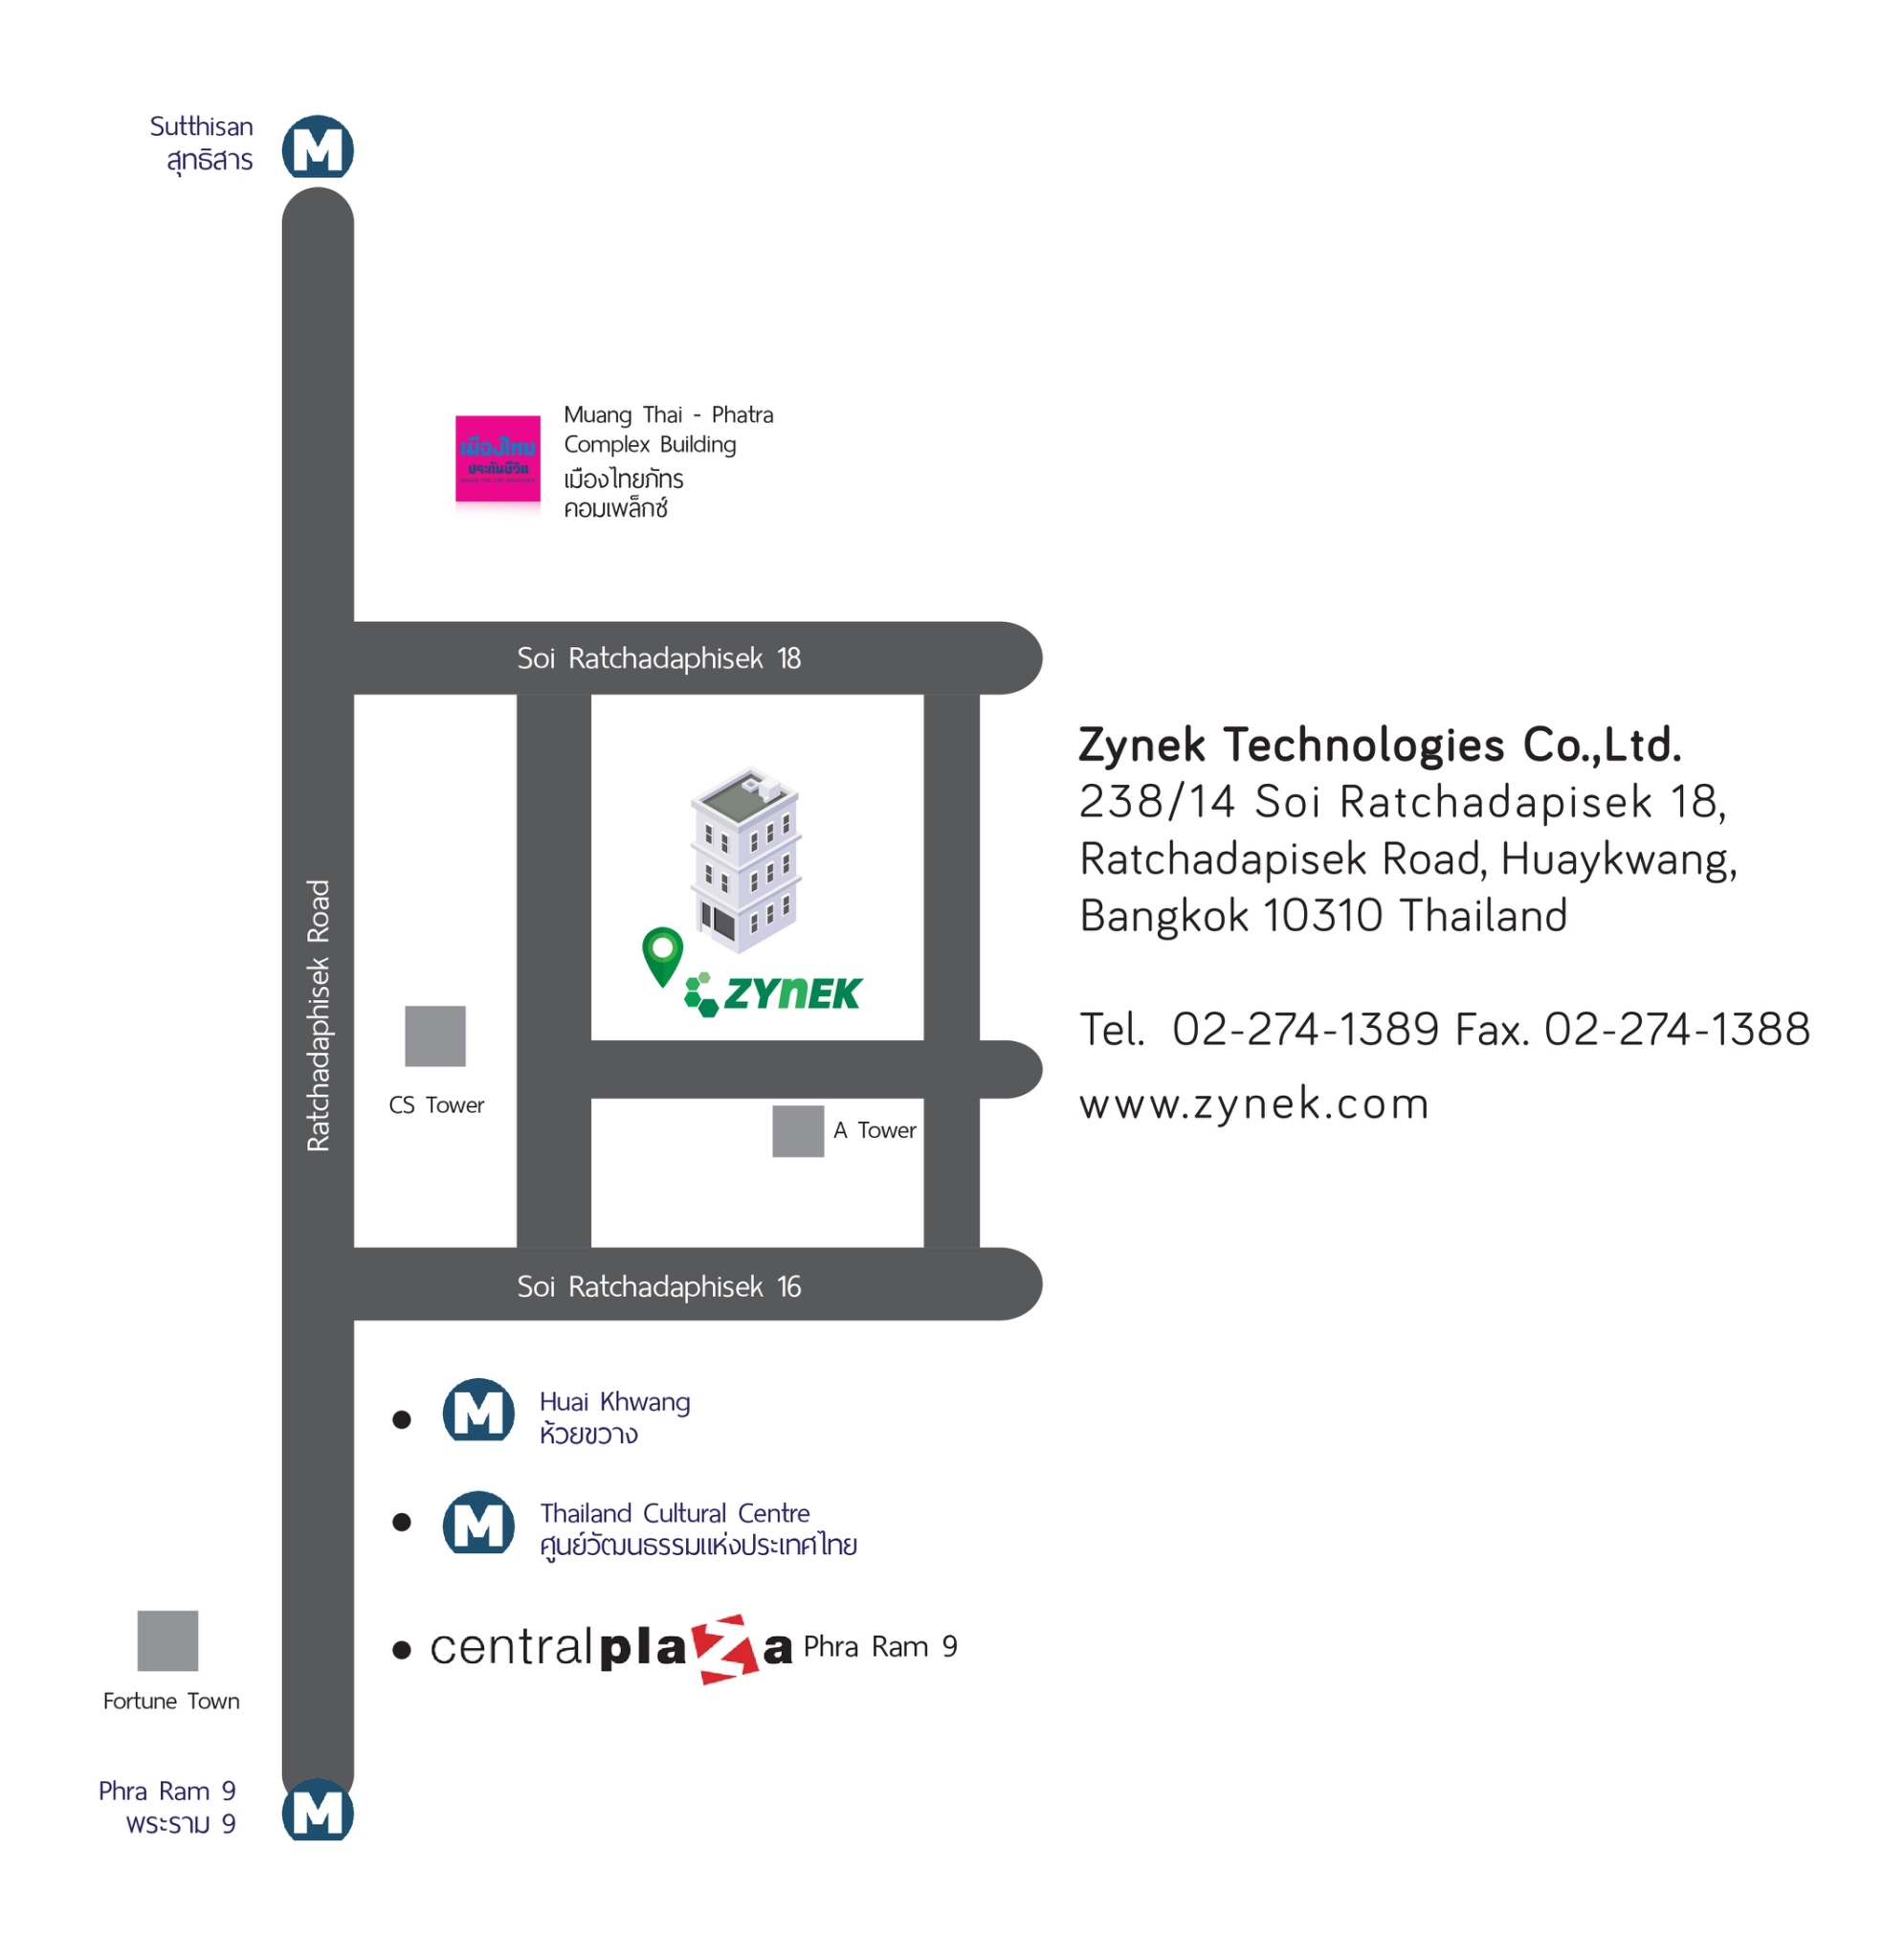 Sutthisan
สุทธิสาร
Muang Thai - Phatra
Complex Building
เมืองไทยภัทร
คอมเพล็กซ์
เมืองไทย
ประกันชีวิต
Soi Ratchadaphisek 18
Zynek Technologies Co.,Ltd.
238/14 Soi Ratchadapisek 18,
Ratchadapisek Road, Huaykwang,
Bangkok 10310 Thailand
Tel. 02-274-1389 Fax. 02-274-1388
www.zynek.com
ZYNEK
Ratchadaphisek Road
CS Tower
A Tower
Soi Ratchadaphisek 16
Huai Khwang
ห้วยขวาง
Thailand Cultural Centre
ศูนย์วัฒนธรรมแห่งประเทศไทย
centralplaza Phra Ram 9
Fortune Town
Phra Ram 9
พระราม 9